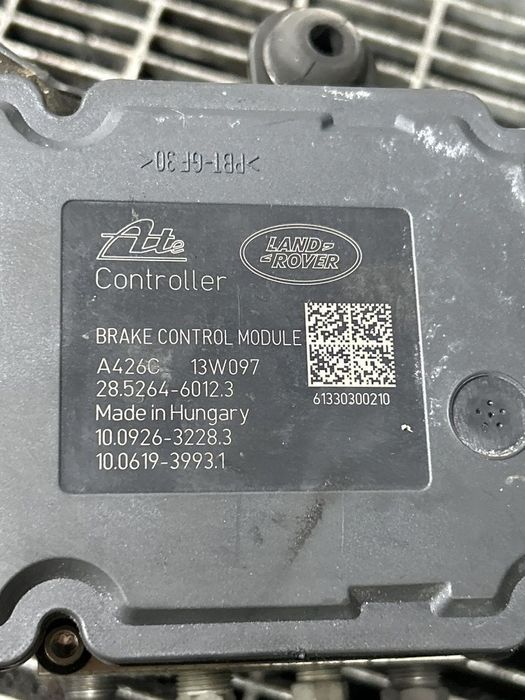 >PBT-GF30<
Ate
LAND
ROVER
Controller
BRAKE CONTROL MODULE
A426C 13W097
28.5264-6012.3
61330300210
Made in Hungary
10.0926-3228.3
10.0619-3993.1